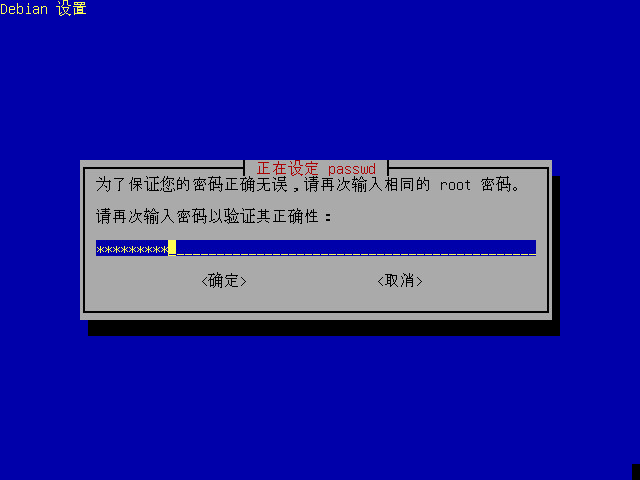 Debian 设置
正在设定 passwd
为了保证您的密码正确无误,请再次输入相同的 root 密码。
请再次输入密码以验证其正确性：
*********
<确定> <取消>